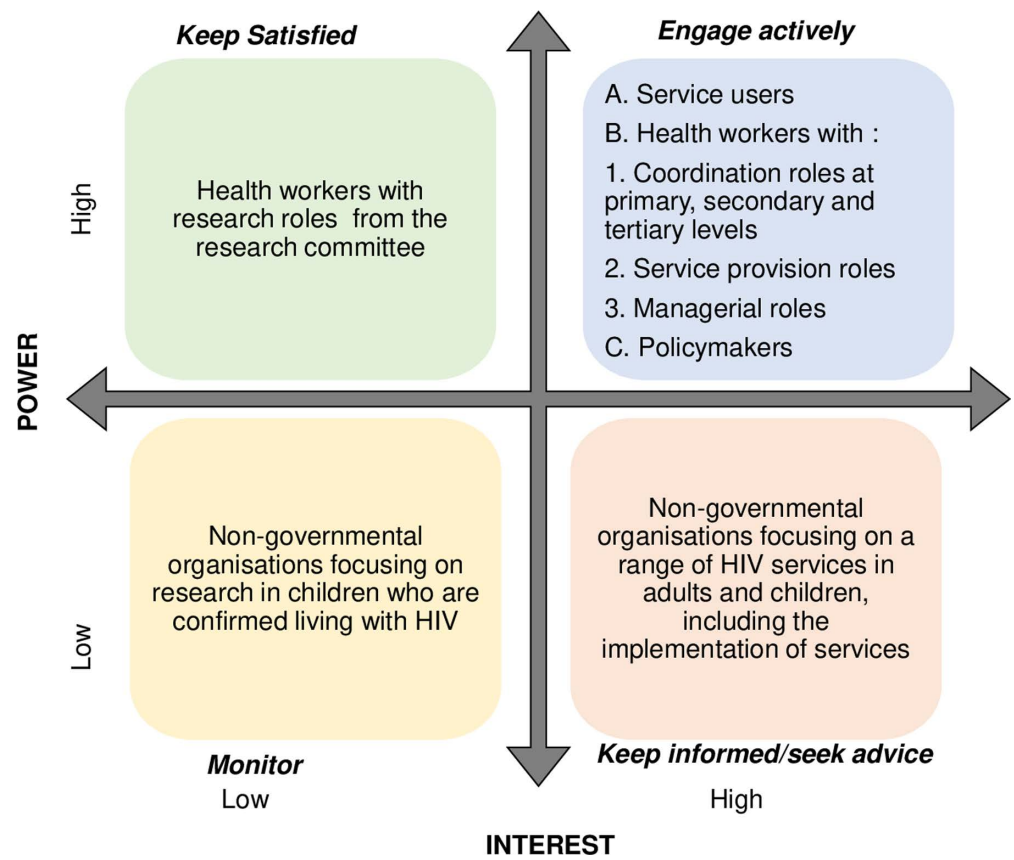 Keep Satisfied
Engage actively
High
Health workers with
research roles from the
research committee
A. Service users
B. Health workers with :
1. Coordination roles at
primary, secondary and
tertiary levels
2. Service provision roles
3. Managerial roles
C. Policymakers
POWER
Low
Non-governmental
organisations focusing on
research in children who are
confirmed living with HIV
Non-governmental
organisations focusing on a
range of HIV services in
adults and children,
including the
implementation of services
Monitor
Keep informed/seek advice
Low
High
INTEREST